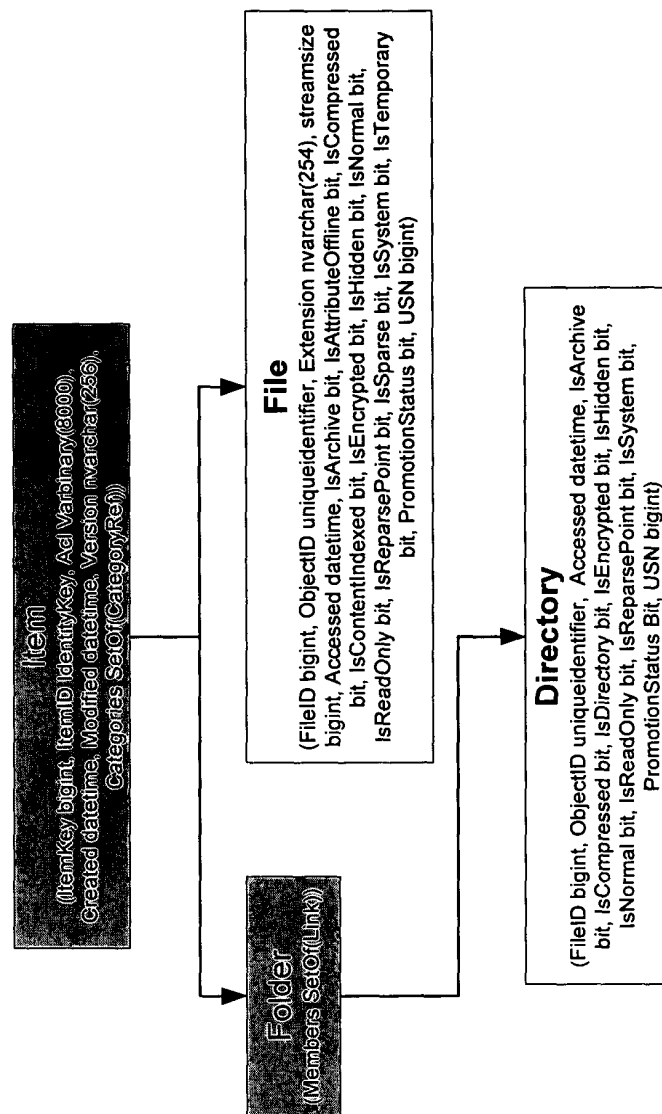 Item
(ItemKey bigint, ItemID IdentityKey, Acl Varbinary(8000),
Created datetime, Modified datetime, Version nvarchar(256),
Categories SetOf(CategoryRef))
Folder
(Members SetOf(Link))
File
(FileID bigint, ObjectID uniqueidentifier, Extension nvarchar(254), streamsize
bigint, Accessed datetime, IsArchive bit, IsAttributeOffline bit, IsCompressed
bit, IsContentIndexed bit, IsEncrypted bit, IsHidden bit, IsNormal bit,
IsReadOnly bit, IsReparsePoint bit, IsSparse bit, IsSystem bit, IsTemporary
bit, PromotionStatus bit, USN bigint)
Directory
(FileID bigint, ObjectID uniqueidentifier, Accessed datetime, IsArchive
bit, IsCompressed bit, IsDirectory bit, IsEncrypted bit, IsHidden bit,
IsNormal bit, IsReadOnly bit, IsReparsePoint bit, IsSystem bit,
PromotionStatus Bit, USN bigint)